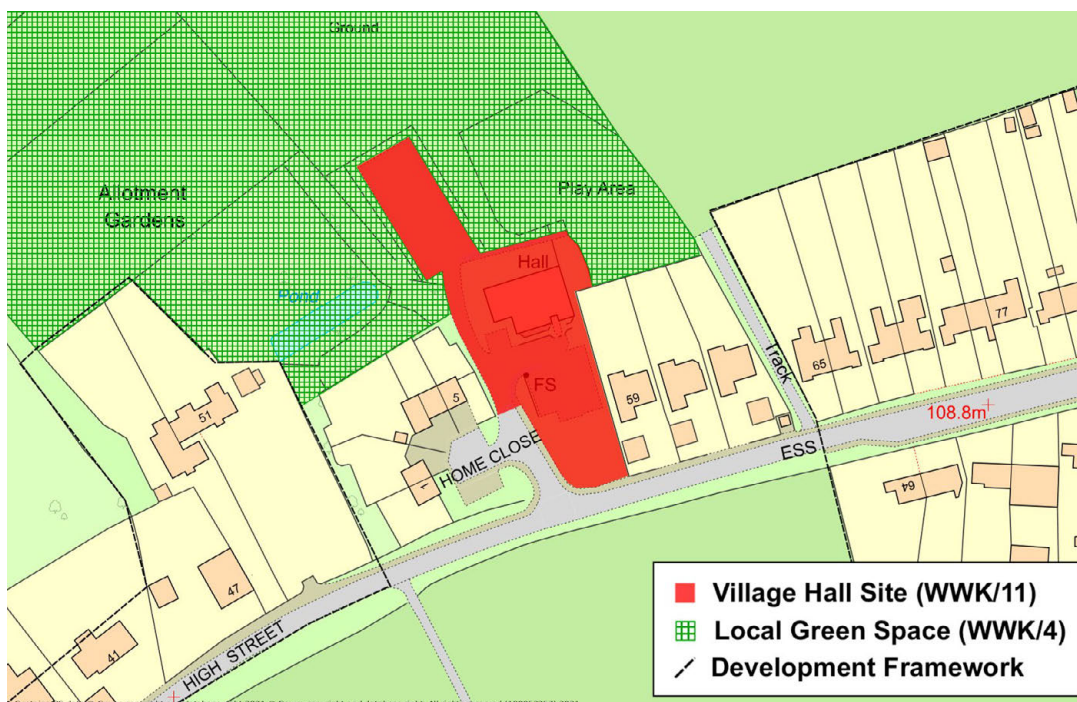 Ground
Allotment
Gardens
Play Area
Hall
Pond
FS
Track
77
65
59
5
1
51
HOME CLOSE
108.8m
ESS
64
47
41
HIGH STREET
Village Hall Site (WWK/11)
Local Green Space (WWK/4)
Development Framework